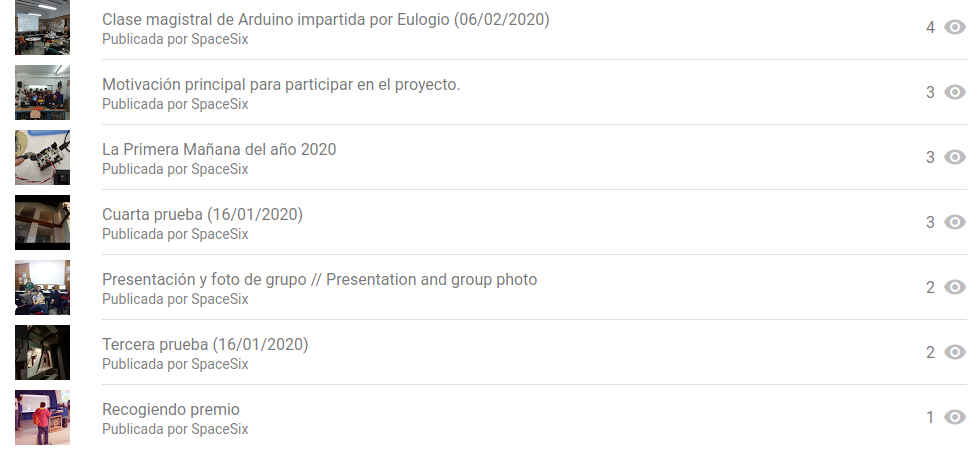 Clase magistral de Arduino impartida por Eulogio (06/02/2020)
Publicada por SpaceSix
4
Motivación principal para participar en el proyecto.
Publicada por SpaceSix
3
La Primera Mañana del año 2020
Publicada por SpaceSix
3
Cuarta prueba (16/01/2020)
Publicada por SpaceSix
3
Presentación y foto de grupo // Presentation and group photo
Publicada por SpaceSix
2
Tercera prueba (16/01/2020)
Publicada por SpaceSix
2
Recogiendo premio
Publicada por SpaceSix
1